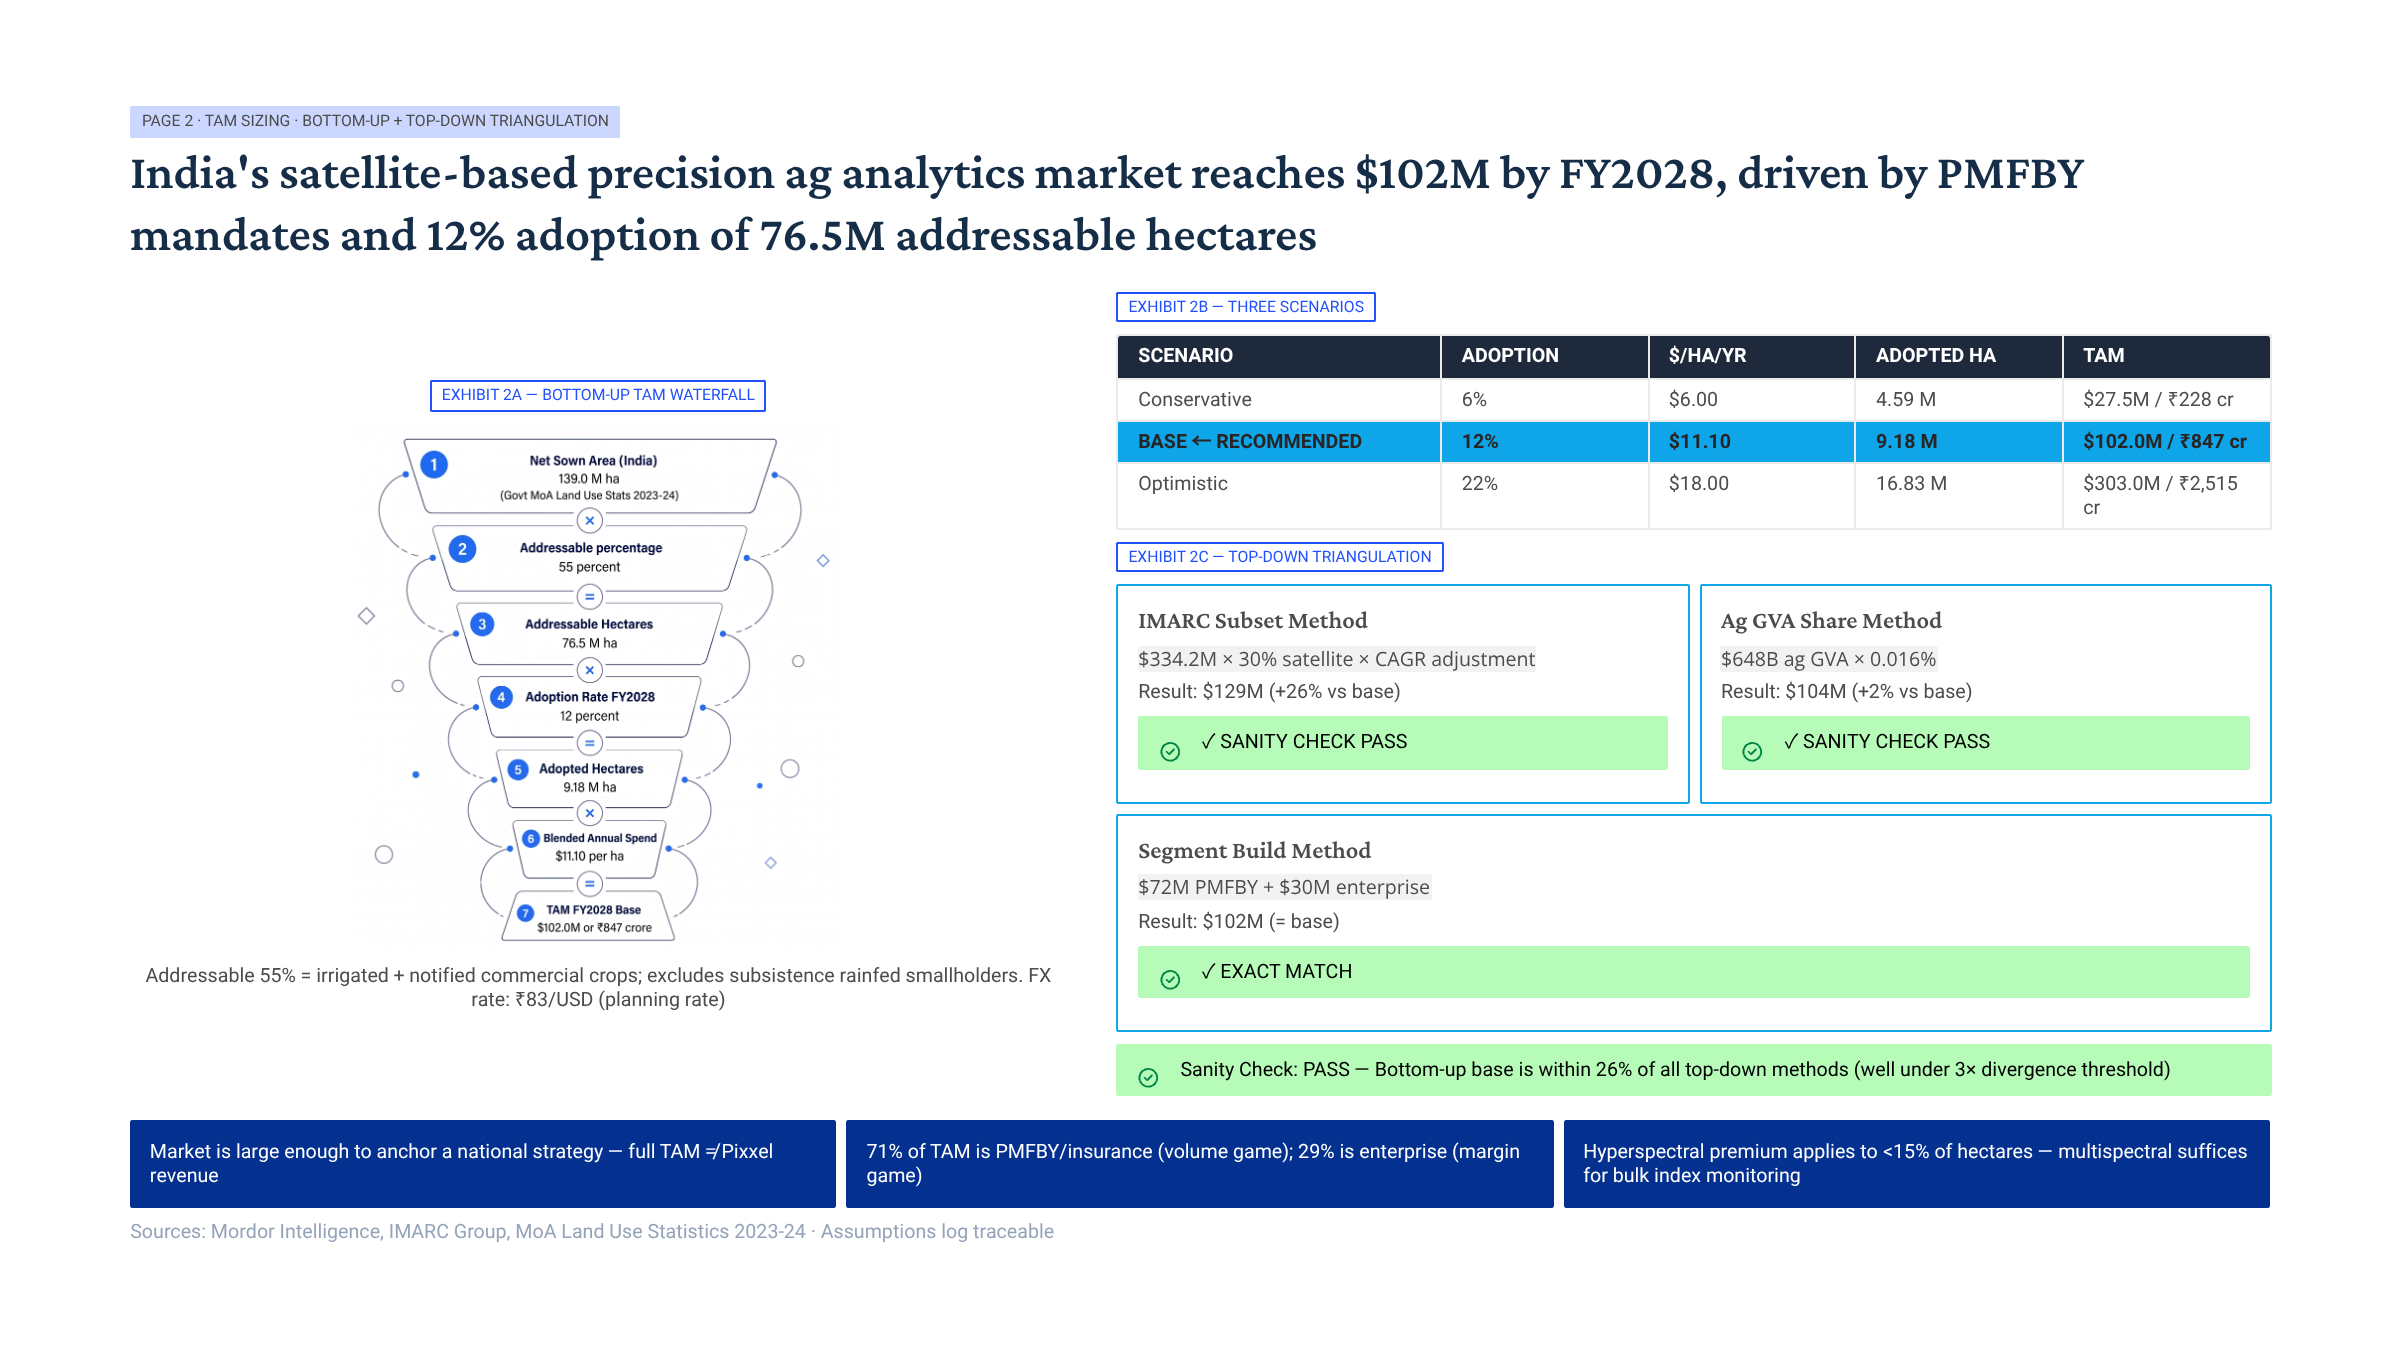 PAGE 2 · TAM SIZING · BOTTOM-UP + TOP-DOWN TRIANGULATION
India's satellite-based precision ag analytics market reaches $102M by FY2028, driven by PMFBY
mandates and 12% adoption of 76.5M addressable hectares
EXHIBIT 2A — BOTTOM-UP TAM WATERFALL
1
Net Sown Area (India)
139.0 M ha
(Govt MoA Land Use Stats 2023-24)
×
2
Addressable percentage
55 percent
=
3
Addressable Hectares
76.5 M ha
×
4
Adoption Rate FY2028
12 percent
=
5
Adopted Hectares
9.18 M ha
×
6
Blended Annual Spend
$11.10 per ha
=
7
TAM FY2028 Base
$102.0M or ₹847 crore
Addressable 55% = irrigated + notified commercial crops; excludes subsistence rainfed smallholders. FX
rate: ₹83/USD (planning rate)
EXHIBIT 2B — THREE SCENARIOS
SCENARIO ADOPTION $/HA/YR ADOPTED HA TAM
Conservative 6% $6.00 4.59 M $27.5M / ₹228 cr
BASE ← RECOMMENDED 12% $11.10 9.18 M $102.0M / ₹847 cr
Optimistic 22% $18.00 16.83 M $303.0M / ₹2,515
cr
EXHIBIT 2C — TOP-DOWN TRIANGULATION
IMARC Subset Method
$334.2M × 30% satellite × CAGR adjustment
Result: $129M (+26% vs base)
✓ SANITY CHECK PASS
Ag GVA Share Method
$648B ag GVA × 0.016%
Result: $104M (+2% vs base)
✓ SANITY CHECK PASS
Segment Build Method
$72M PMFBY + $30M enterprise
Result: $102M (= base)
✓ EXACT MATCH
Sanity Check: PASS — Bottom-up base is within 26% of all top-down methods (well under 3× divergence threshold)
Market is large enough to anchor a national strategy — full TAM ≠ Pixxel
revenue
71% of TAM is PMFBY/insurance (volume game); 29% is enterprise (margin
game)
Hyperspectral premium applies to <15% of hectares — multispectral suffices
for bulk index monitoring
Sources: Mordor Intelligence, IMARC Group, MoA Land Use Statistics 2023-24 · Assumptions log traceable